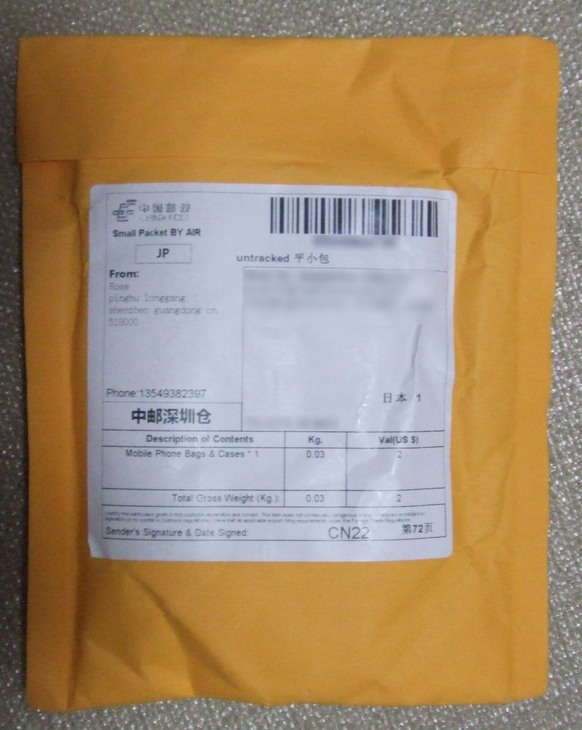 中国邮政
CHINA POST
Small Packet BY AIR
JP
untracked 平小包
From:
Rose
pinghu longgang
shenzhen guangdong cn
518000
Phone:13549382397
日本 1
中邮深圳仓
Description of Contents Kg. Val(US $)
Mobile Phone Bags & Cases * 1 0.03 2
Total Gross Weight (Kg.): 0.03 2
Sender's Signature & Date Signed: CN22 第72页